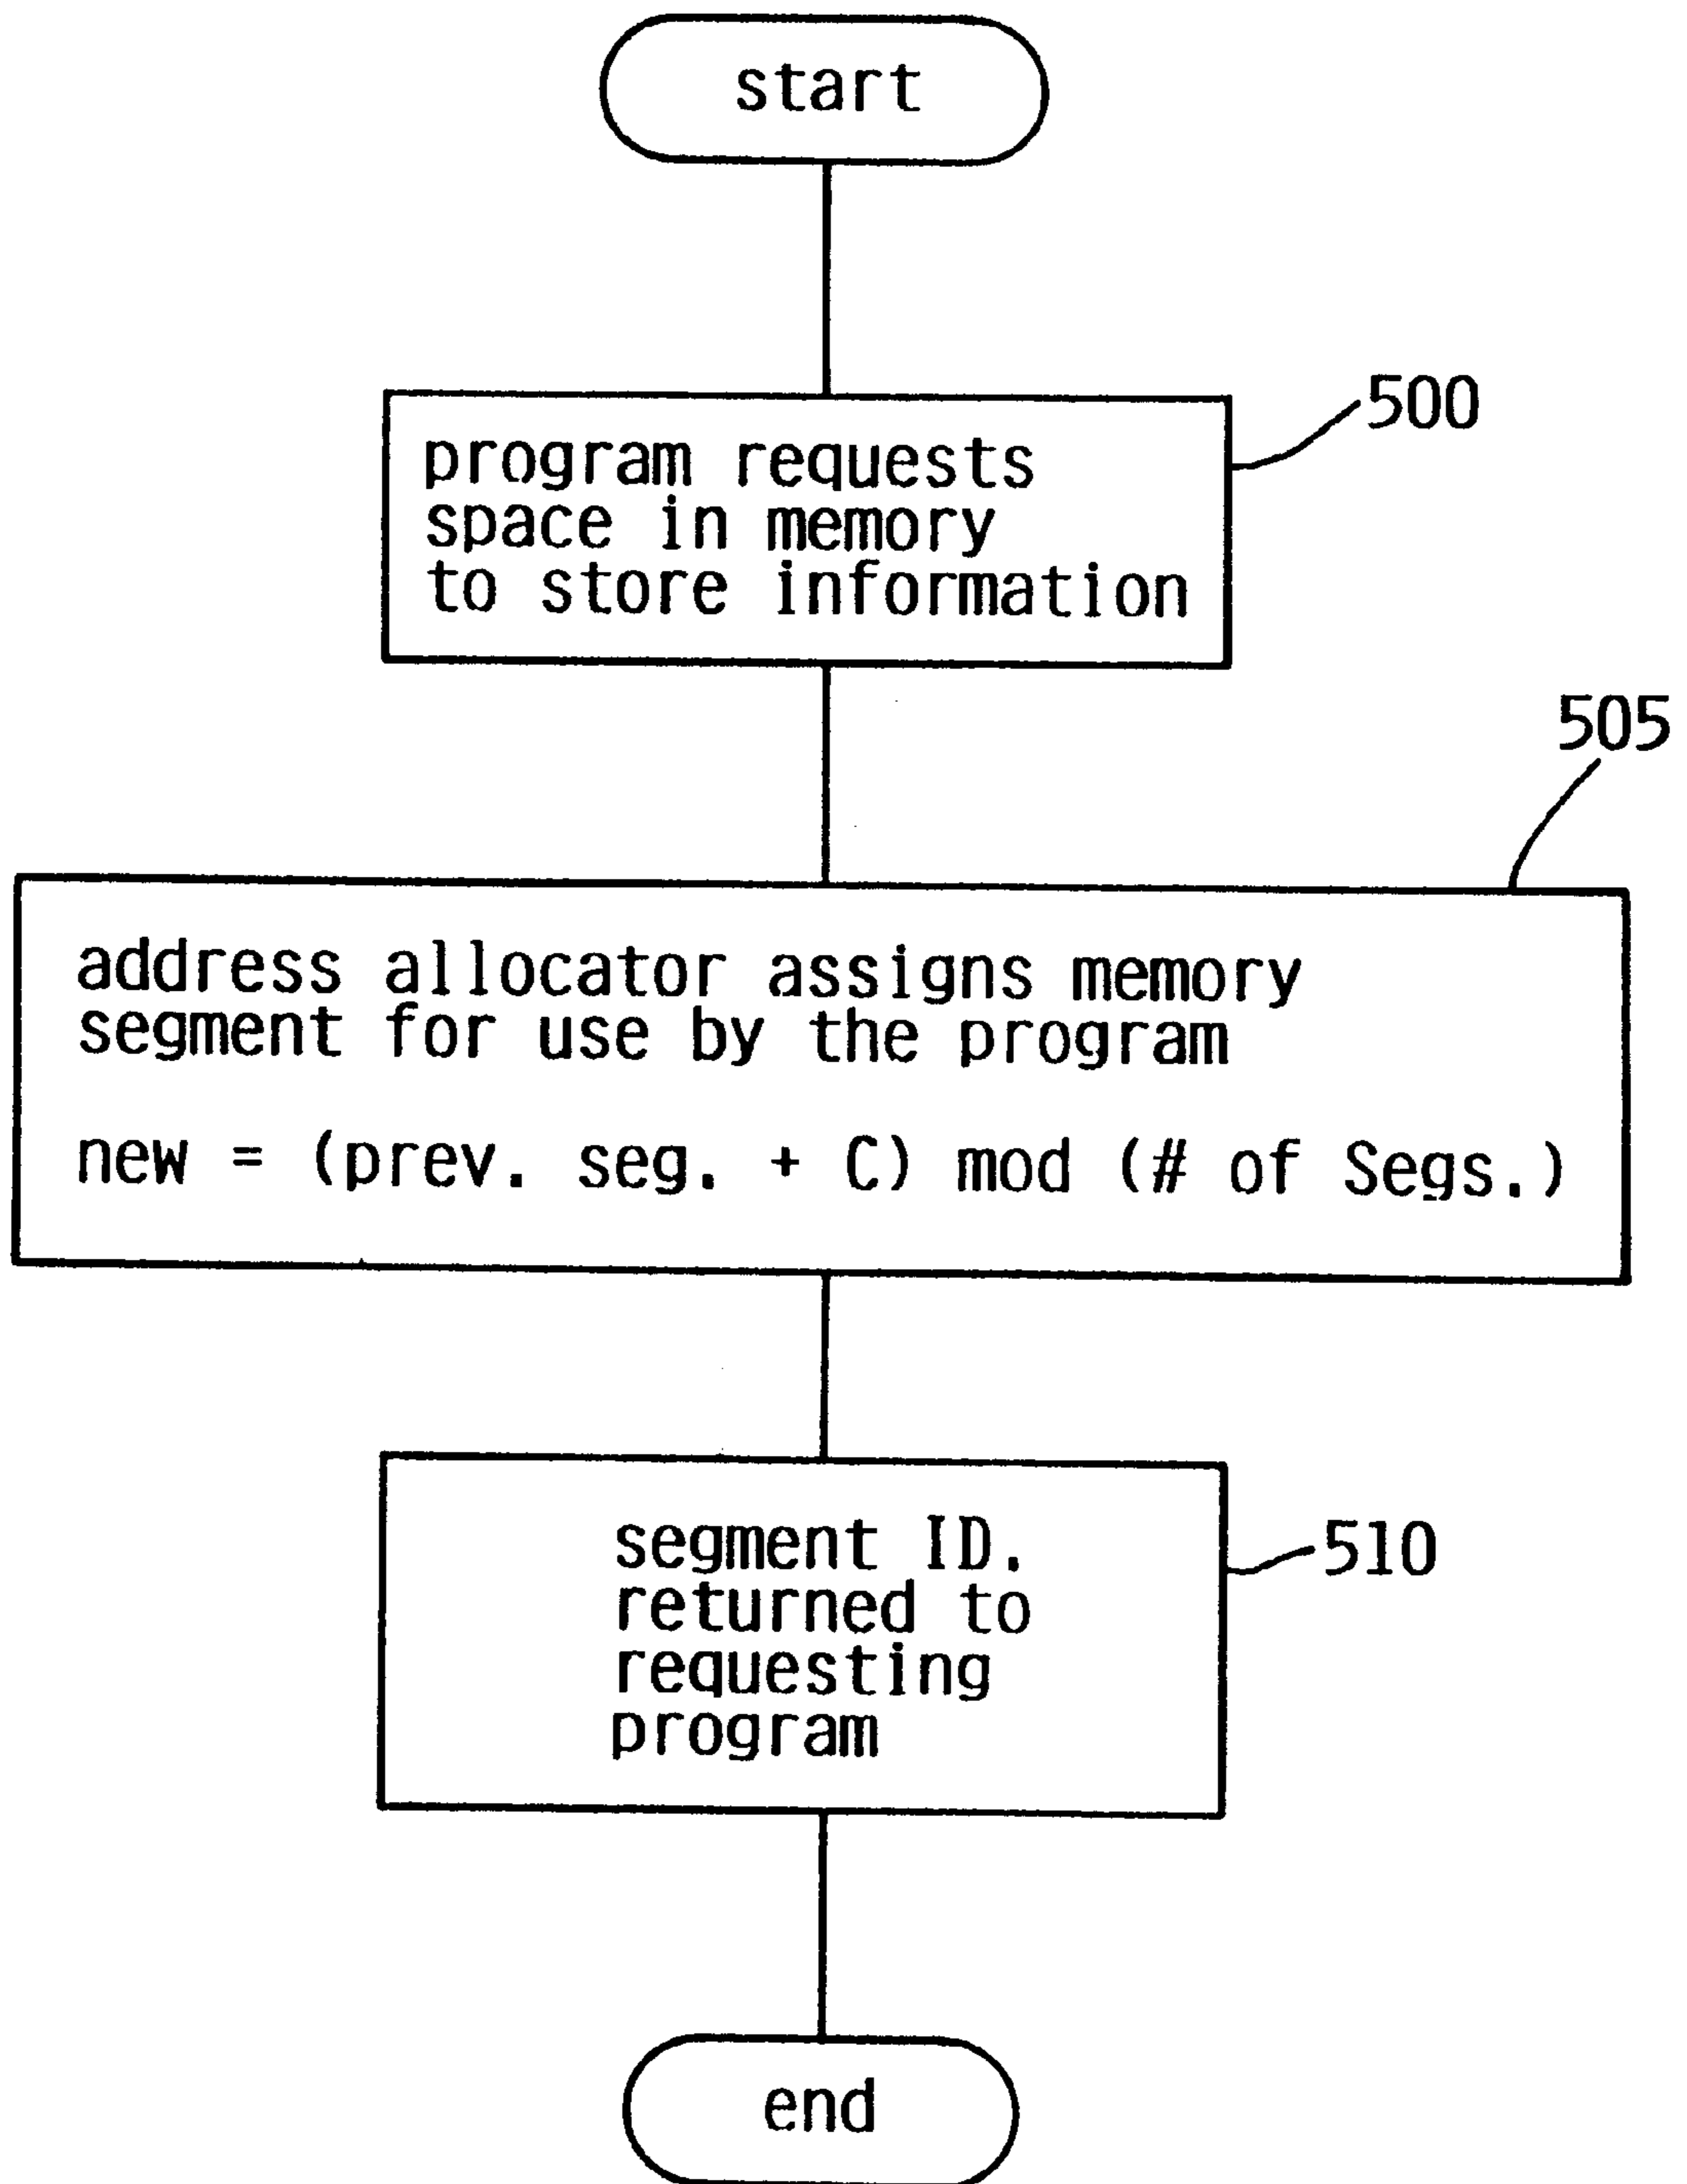 start
500
program requests
space in memory
to store information
505
address allocator assigns memory
segment for use by the program
new = (prev. seg. + C) mod (# of Segs.)
510
segment ID.
returned to
requesting
program
end